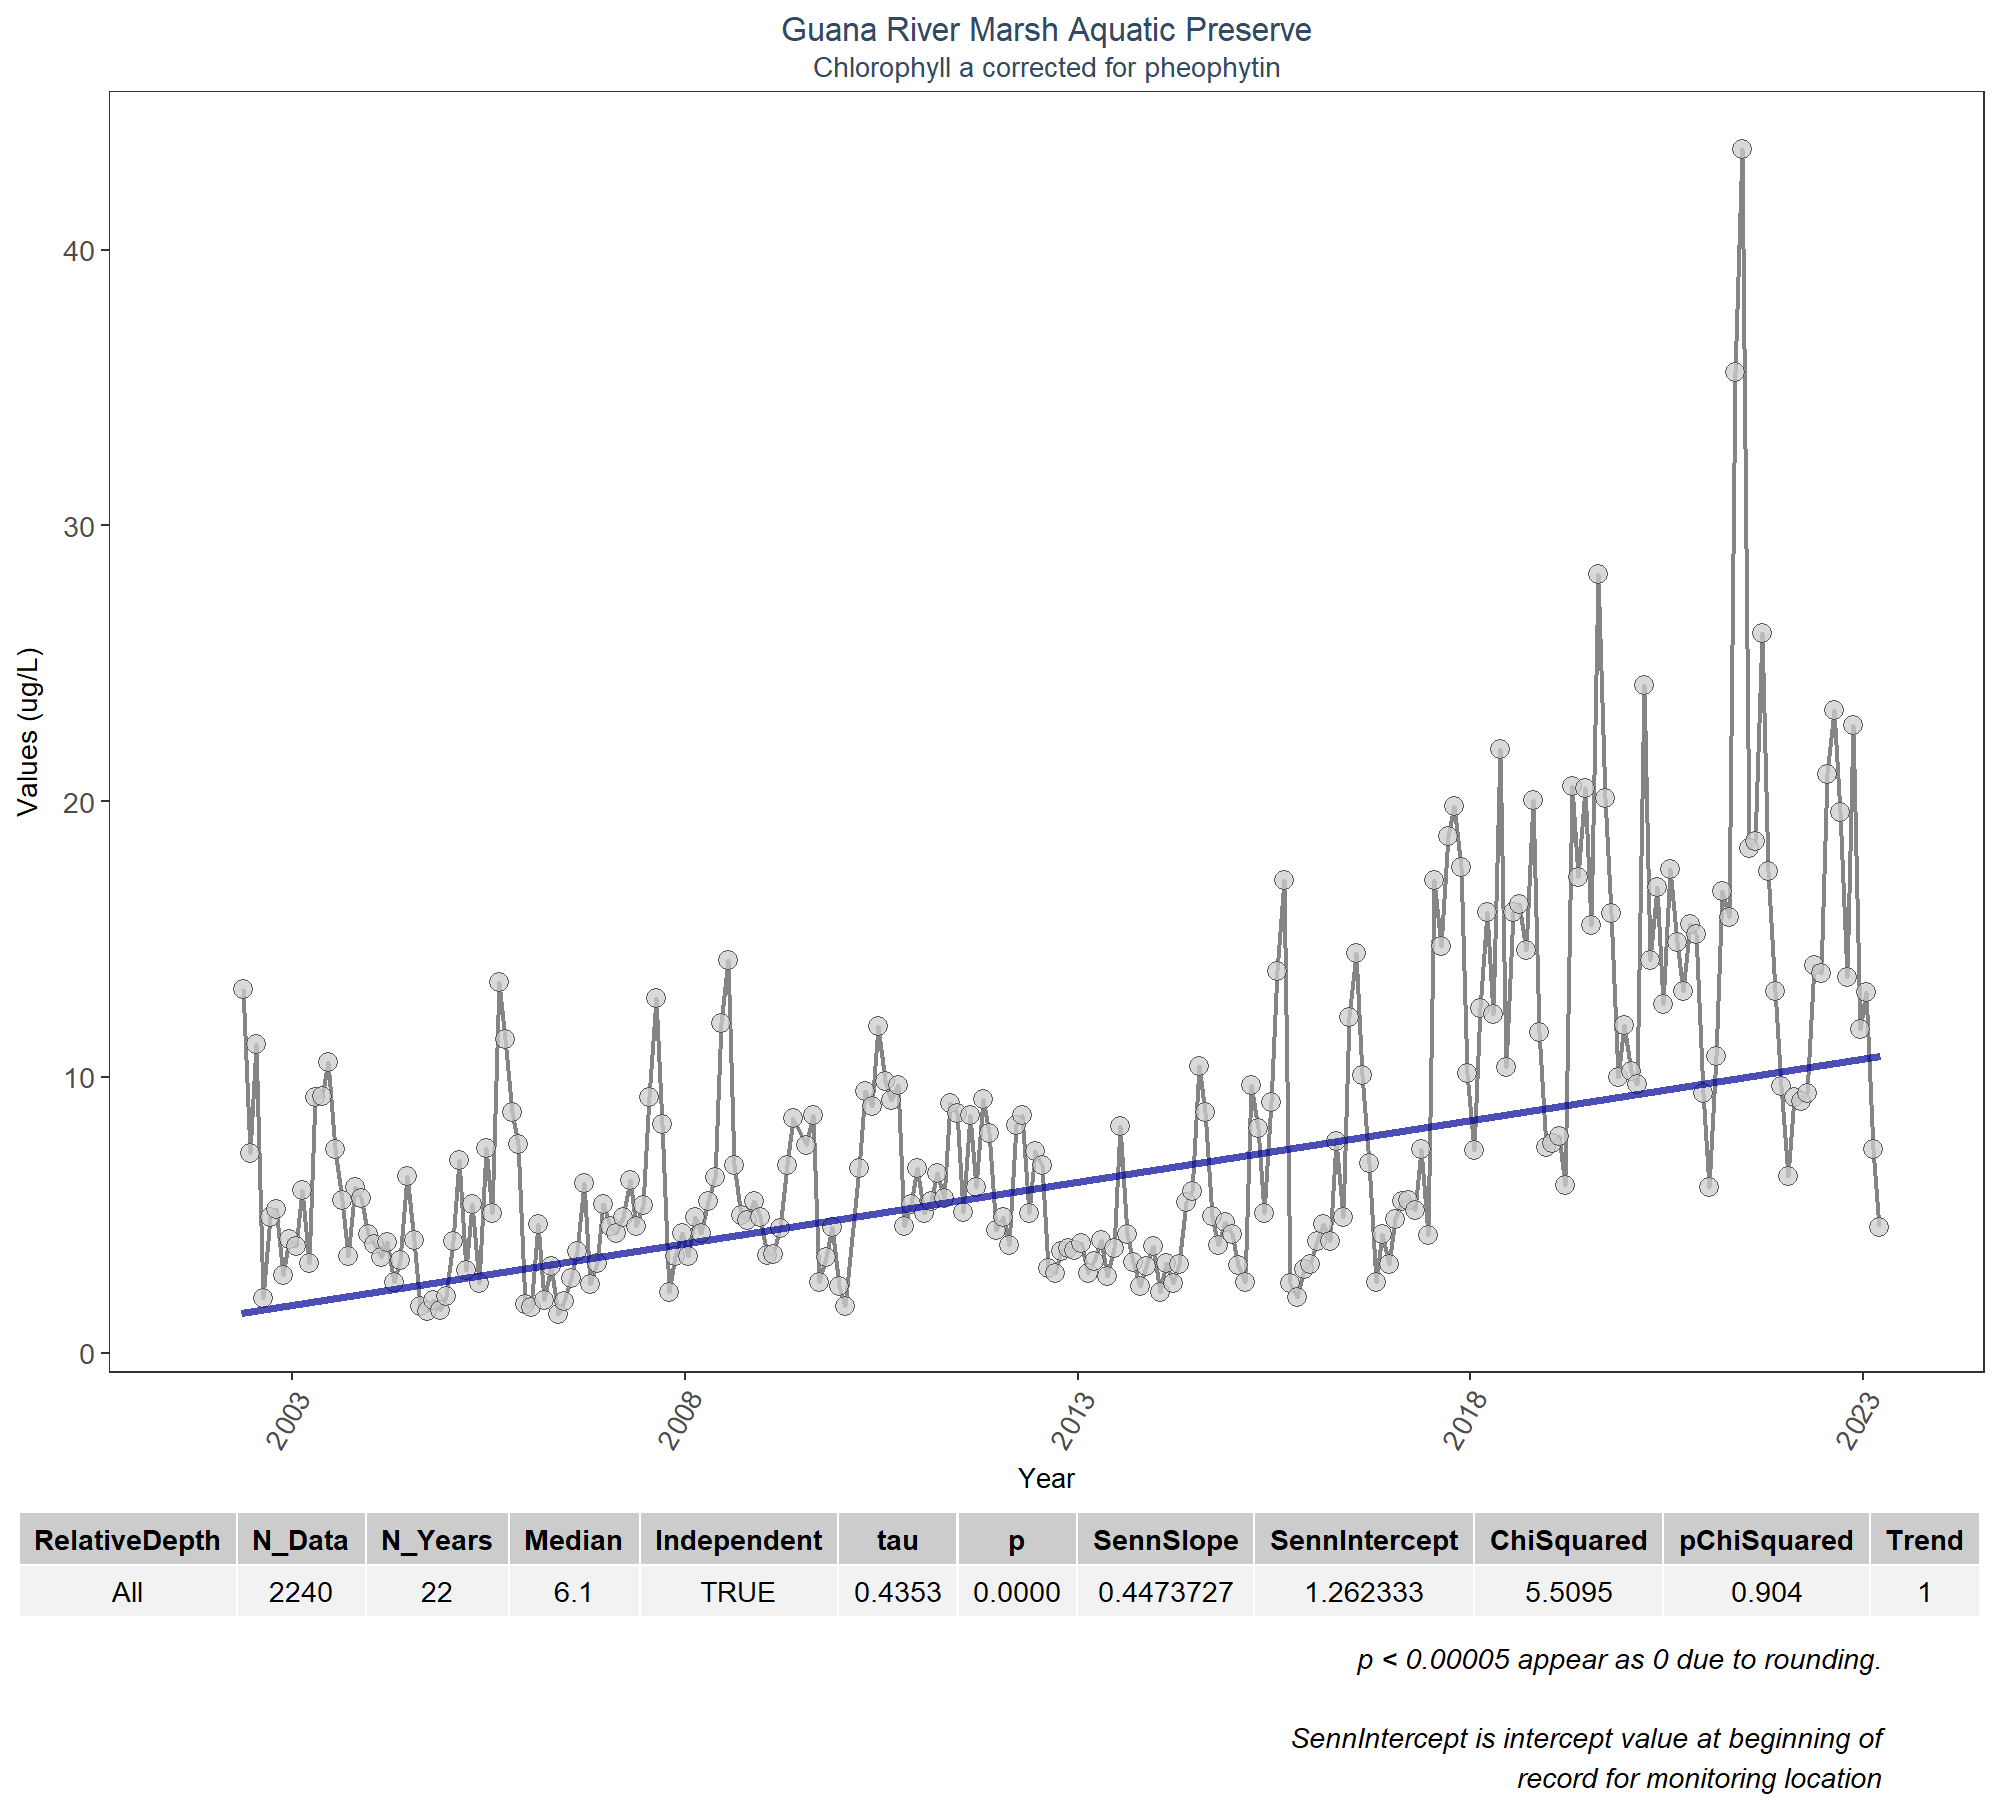 Guana River Marsh Aquatic Preserve
Chlorophyll a corrected for pheophytin
Values (ug/L)
40
30
20
10
0
2003
2008
2013
2018
2023
Year
RelativeDepth N_Data N_Years Median Independent tau p SennSlope SennIntercept ChiSquared pChiSquared Trend
All 2240 22 6.1 TRUE 0.4353 0.0000 0.4473727 1.262333 5.5095 0.904 1
p < 0.00005 appear as 0 due to rounding.
SennIntercept is intercept value at beginning of
record for monitoring location